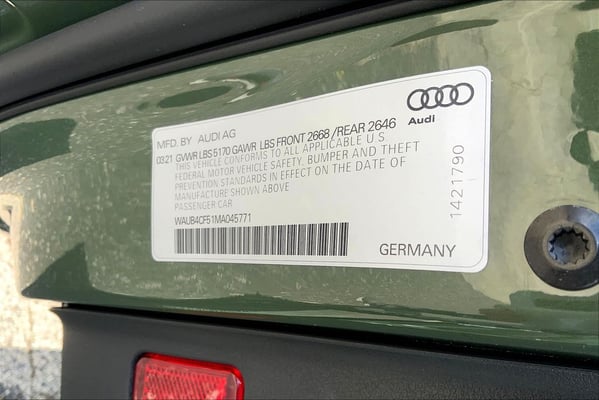 MFD. BY AUDI AG
03.21 GVWR LBS 5170 GAWR LBS FRONT 2668 /REAR 2646
THIS VEHICLE CONFORMS TO ALL APPLICABLE U.S.
FEDERAL MOTOR VEHICLE SAFETY, BUMPER AND THEFT
PREVENTION STANDARDS IN EFFECT ON THE DATE OF
MANUFACTURE SHOWN ABOVE
PASSENGER CAR
WAUB4CF51MA045771
GERMANY
Audi
1421790